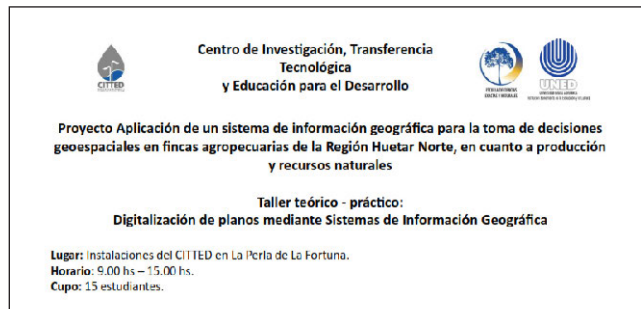 Centro de Investigación, Transferencia
Tecnológica
y Educación para el Desarrollo
CITTED
UNED
Proyecto Aplicación de un sistema de información geográfica para la toma de decisiones
geoespaciales en fincas agropecuarias de la Región Huetar Norte, en cuanto a producción
y recursos naturales
Taller teórico - práctico:
Digitalización de planos mediante Sistemas de Información Geográfica
Lugar: Instalaciones del CITTED en La Perla de La Fortuna.
Horario: 9.00 hs – 15.00 hs.
Cupo: 15 estudiantes.